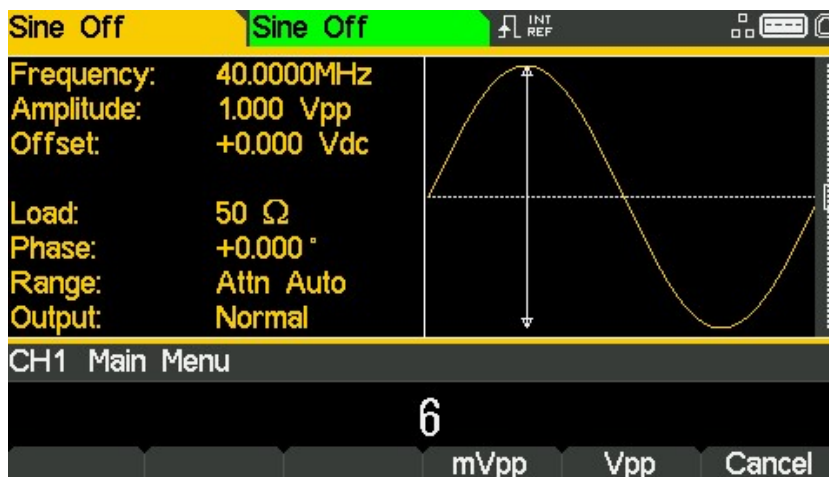 Sine Off
Sine Off
INT
REF
Frequency: 40.0000MHz
Amplitude: 1.000 Vpp
Offset: +0.000 Vdc
Load: 50 Ω
Phase: +0.000°
Range: Attn Auto
Output: Normal
CH1 Main Menu
6
mVpp Vpp Cancel